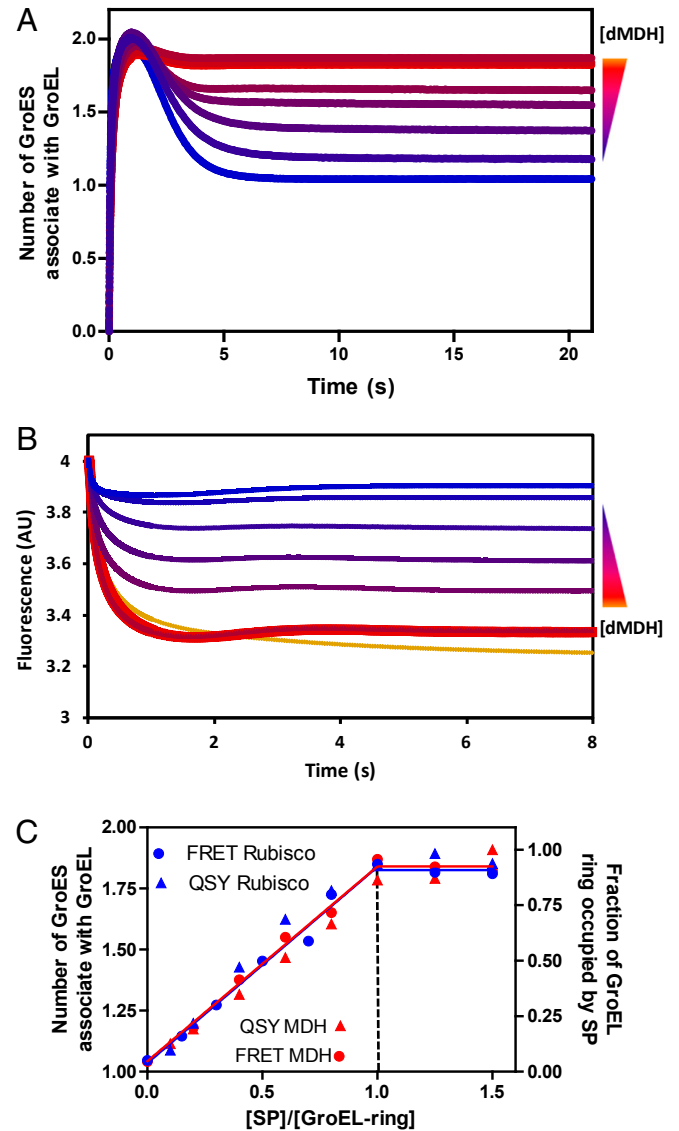 A
Number of GroES
associate with GroEL
2.0
1.5
1.0
0.5
0.0
0
5
10
15
20
Time (s)
[dMDH]
B
Fluorescence (AU)
4
3.8
3.6
3.4
3.2
3
0
2
4
6
8
Time (s)
[dMDH]
C
Number of GroES
associate with GroEL
2.00
1.75
1.50
1.25
1.00
FRET Rubisco
QSY Rubisco
QSY MDH
FRET MDH
1.00
0.75
0.50
0.25
0.00
Fraction of GroEL
ring occupied by SP
0.0
0.5
1.0
1.5
[SP]/[GroEL-ring]